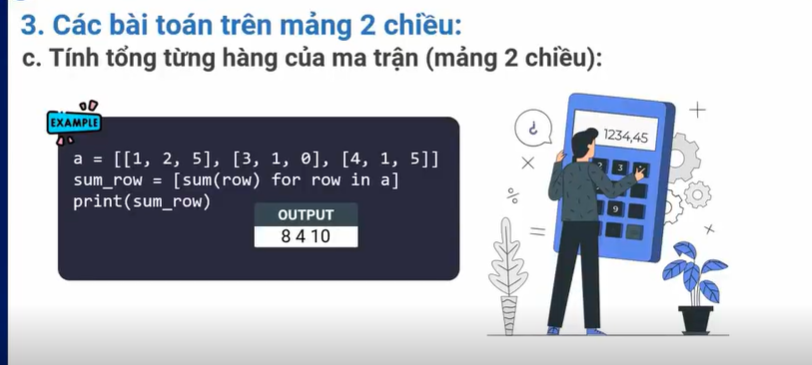 3. Các bài toán trên mảng 2 chiều:
c. Tính tổng từng hàng của ma trận (mảng 2 chiều):
EXAMPLE
a = [[1, 2, 5], [3, 1, 0], [4, 1, 5]]
sum_row = [sum(row) for row in a]
print(sum_row)
OUTPUT
8 4 10
1234,45
3
9